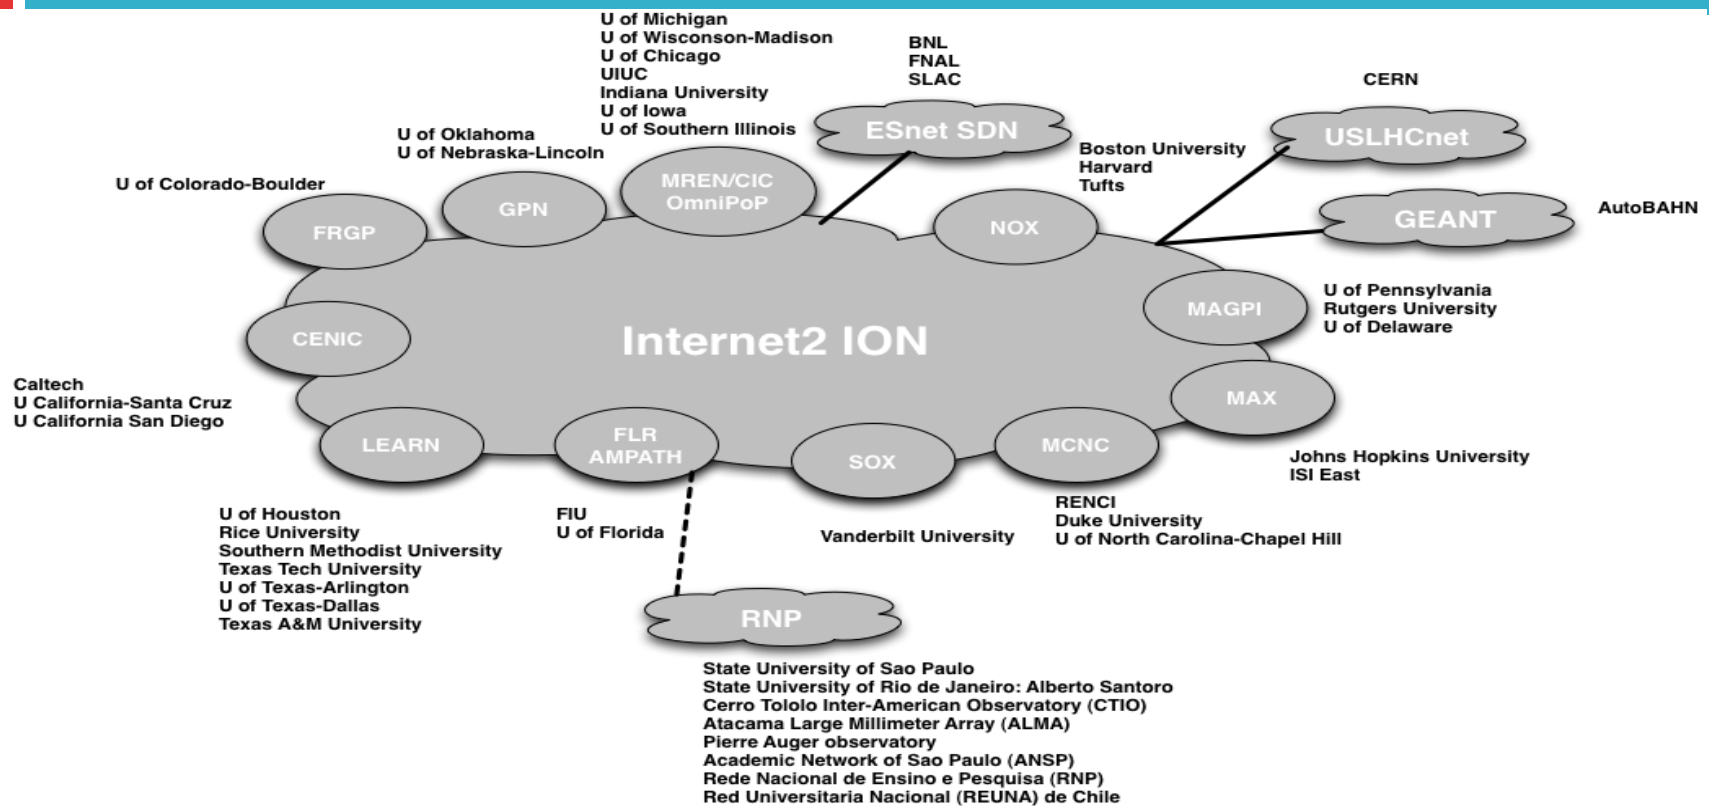 U of Michigan
U of Wisconson-Madison
U of Chicago
UIUC
Indiana University
U of Iowa
U of Southern Illinois
BNL
FNAL
SLAC
CERN
ESnet SDN
USLHCnet
U of Oklahoma
U of Nebraska-Lincoln
Boston University
Harvard
Tufts
U of Colorado-Boulder
MREN/CIC
OmniPoP
GPN
FRGP
NOX
GEANT
AutoBAHN
MAGPI
U of Pennsylvania
Rutgers University
U of Delaware
CENIC
Internet2 ION
Caltech
U California-Santa Cruz
U California San Diego
MAX
LEARN
FLR
AMPATH
SOX
MCNC
Johns Hopkins University
ISI East
U of Houston
Rice University
Southern Methodist University
Texas Tech University
U of Texas-Arlington
U of Texas-Dallas
Texas A&M University
FIU
U of Florida
Vanderbilt University
RENCI
Duke University
U of North Carolina-Chapel Hill
RNP
State University of Sao Paulo
State University of Rio de Janeiro: Alberto Santoro
Cerro Tololo Inter-American Observatory (CTIO)
Atacama Large Millimeter Array (ALMA)
Pierre Auger observatory
Academic Network of Sao Paulo (ANSP)
Rede Nacional de Ensino e Pesquisa (RNP)
Red Universitaria Nacional (REUNA) de Chile